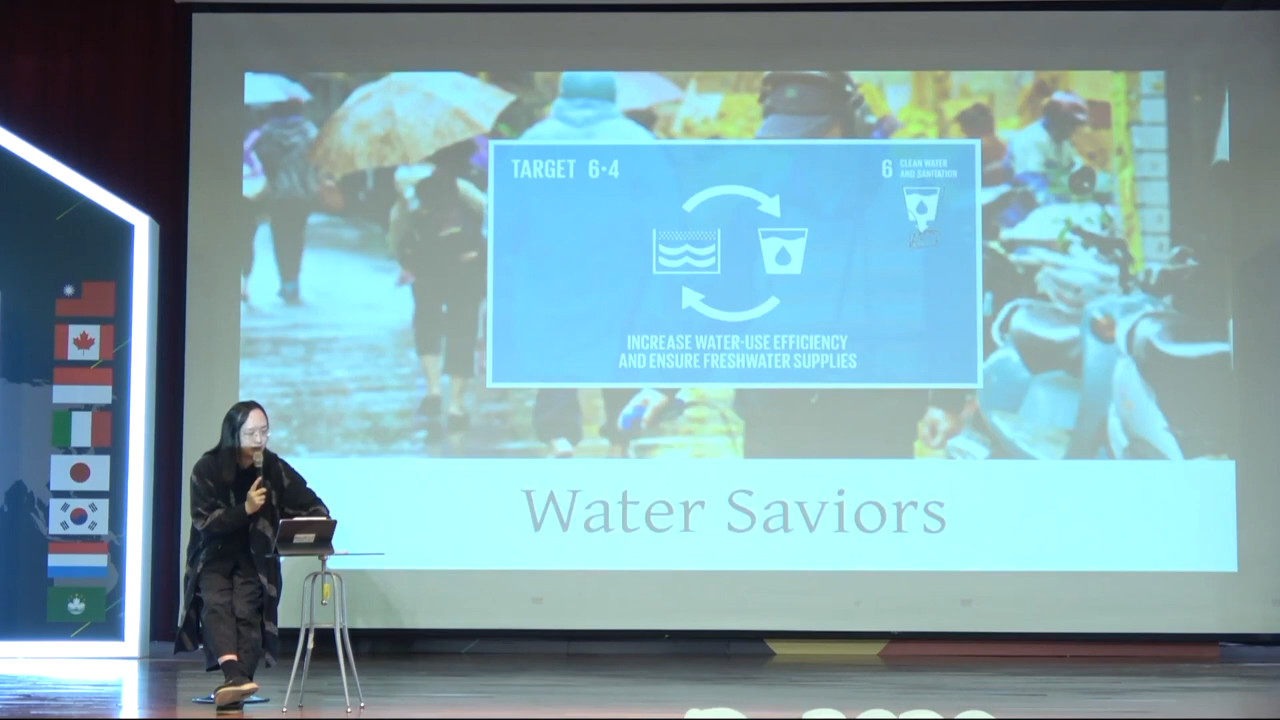 TARGET 6·4
6 CLEAN WATER
AND SANITATION
INCREASE WATER-USE EFFICIENCY
AND ENSURE FRESHWATER SUPPLIES
Water Saviors